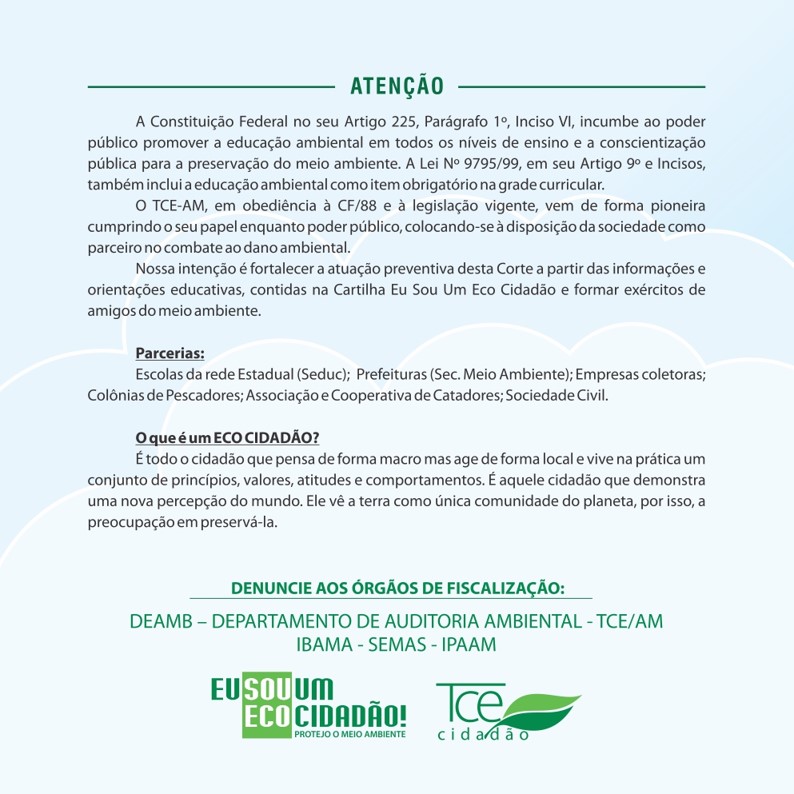 ATENÇÃO
A Constituição Federal no seu Artigo 225, Parágrafo 1º, Inciso VI, incumbe ao poder
público promover a educação ambiental em todos os níveis de ensino e a conscientização
pública para a preservação do meio ambiente. A Lei Nº 9795/99, em seu Artigo 9º e Incisos,
também inclui a educação ambiental como item obrigatório na grade curricular.
O TCE-AM, em obediência à CF/88 e à legislação vigente, vem de forma pioneira
cumprindo o seu papel enquanto poder público, colocando-se à disposição da sociedade como
parceiro no combate ao dano ambiental.
Nossa intenção é fortalecer a atuação preventiva desta Corte a partir das informações e
orientações educativas, contidas na Cartilha Eu Sou Um Eco Cidadão e formar exércitos de
amigos do meio ambiente.
Parcerias:
Escolas da rede Estadual (Seduc); Prefeituras (Sec. Meio Ambiente); Empresas coletoras;
Colônias de Pescadores; Associação e Cooperativa de Catadores; Sociedade Civil.
O que é um ECO CIDADÃO?
É todo o cidadão que pensa de forma macro mas age de forma local e vive na prática um
conjunto de princípios, valores, atitudes e comportamentos. É aquele cidadão que demonstra
uma nova percepção do mundo. Ele vê a terra como única comunidade do planeta, por isso, a
preocupação em preservá-la.
DENUNCIE AOS ÓRGÃOS DE FISCALIZAÇÃO:
DEAMB – DEPARTAMENTO DE AUDITORIA AMBIENTAL - TCE/AM
IBAMA - SEMAS - IPAAM
EU SOU UM
ECO CIDADÃO!
PROTEJO O MEIO AMBIENTE
TCe
cidadão